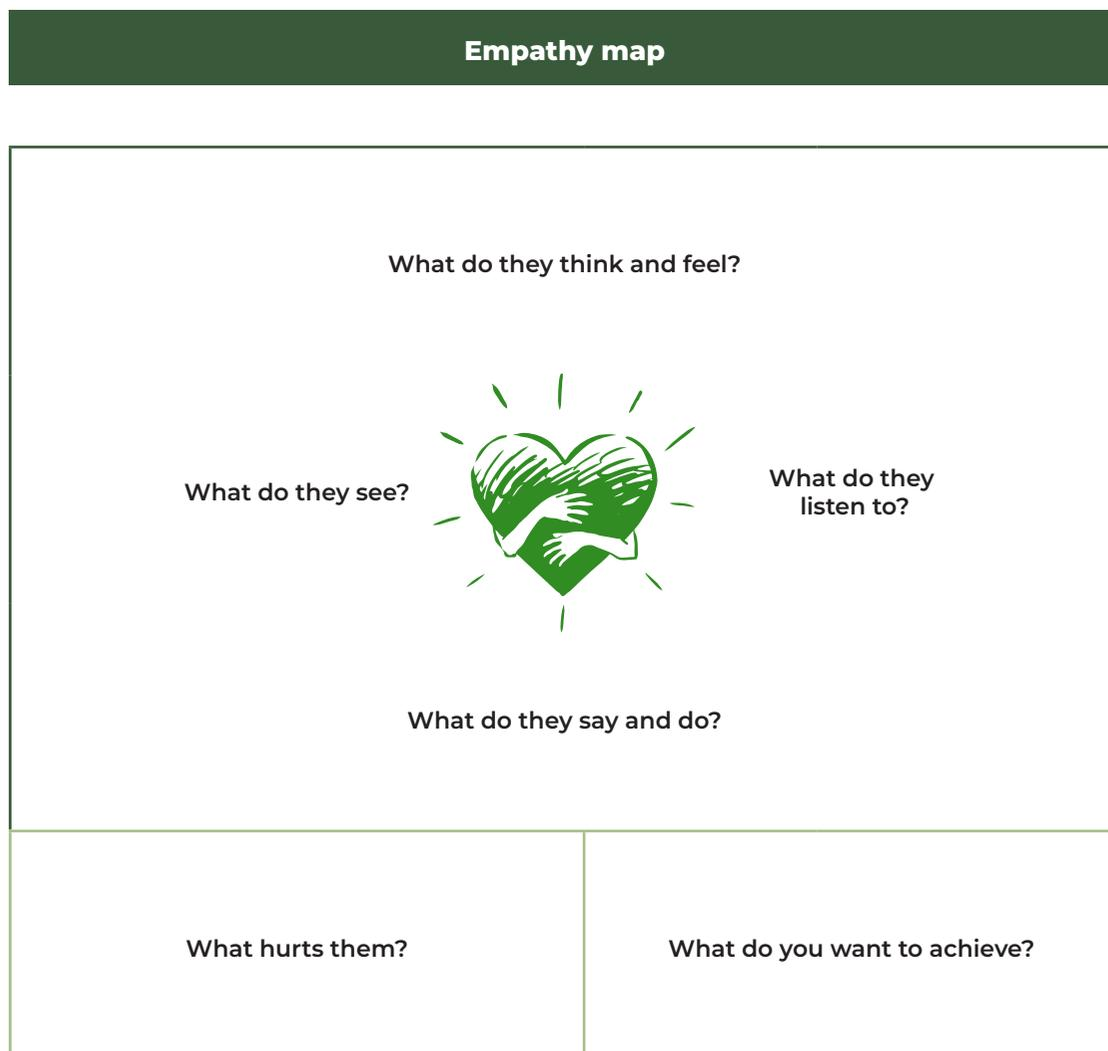 Empathy map
What do they think and feel?
What do they see?
What do they
listen to?
What do they say and do?
What hurts them?
What do you want to achieve?